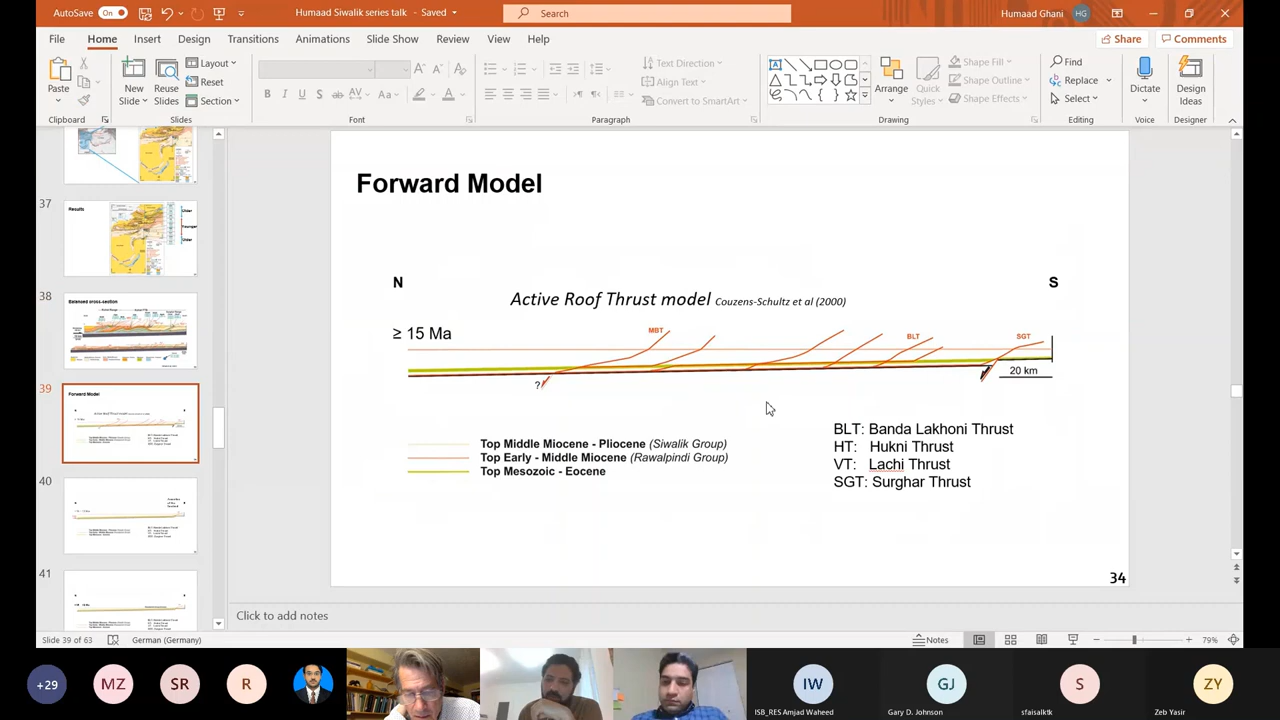 AutoSave On Humaad Siwalik series talk - Saved Search Humaad Ghani HG
File Home Insert Design Transitions Animations Slide Show Review View Help Share Comments
Paste
Clipboard
New Slide
Reuse Slides
Layout
Reset
Section
Slides
Font
Text Direction
Align Text
Convert to SmartArt
Paragraph
Arrange
Quick Styles
Shape Fill
Shape Outline
Shape Effects
Drawing
Find
Replace
Select
Editing
Dictate
Voice
Design Ideas
Designer
37
Results
Older
Younger
Older
38
Balanced cross-section
39
Forward Model
40
41
Forward Model
N S
Active Roof Thrust model Couzens-Schultz et al (2000)
≥ 15 Ma
MBT BLT SGT
?
20 km
Top Middle Miocene - Pliocene (Siwalik Group)
Top Early - Middle Miocene (Rawalpindi Group)
Top Mesozoic - Eocene
BLT: Banda Lakhoni Thrust
HT: Hukni Thrust
VT: Lachi Thrust
SGT: Surghar Thrust
34
Click to add notes
Slide 39 of 63 German (Germany) Notes 79%
+29 MZ SR R IW GJ S ZY
ISB_RES Amjad Waheed Gary D. Johnson sfaisalktk Zeb Yasir